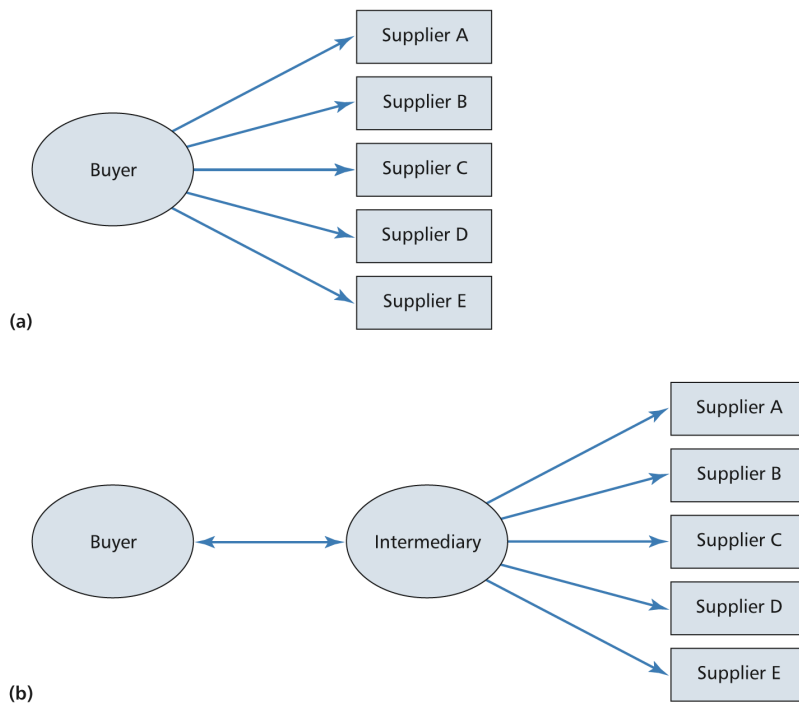 Supplier A
Supplier B
Buyer
Supplier C
Supplier D
Supplier E
(a)
Supplier A
Supplier B
Buyer
Intermediary
Supplier C
Supplier D
Supplier E
(b)